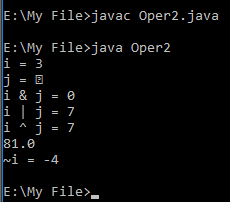 E:\My File>javac Oper2.java
E:\My File>java Oper2
i = 3
j = 
i & j = 0
i | j = 7
i ^ j = 7
81.0
~i = -4
E:\My File>